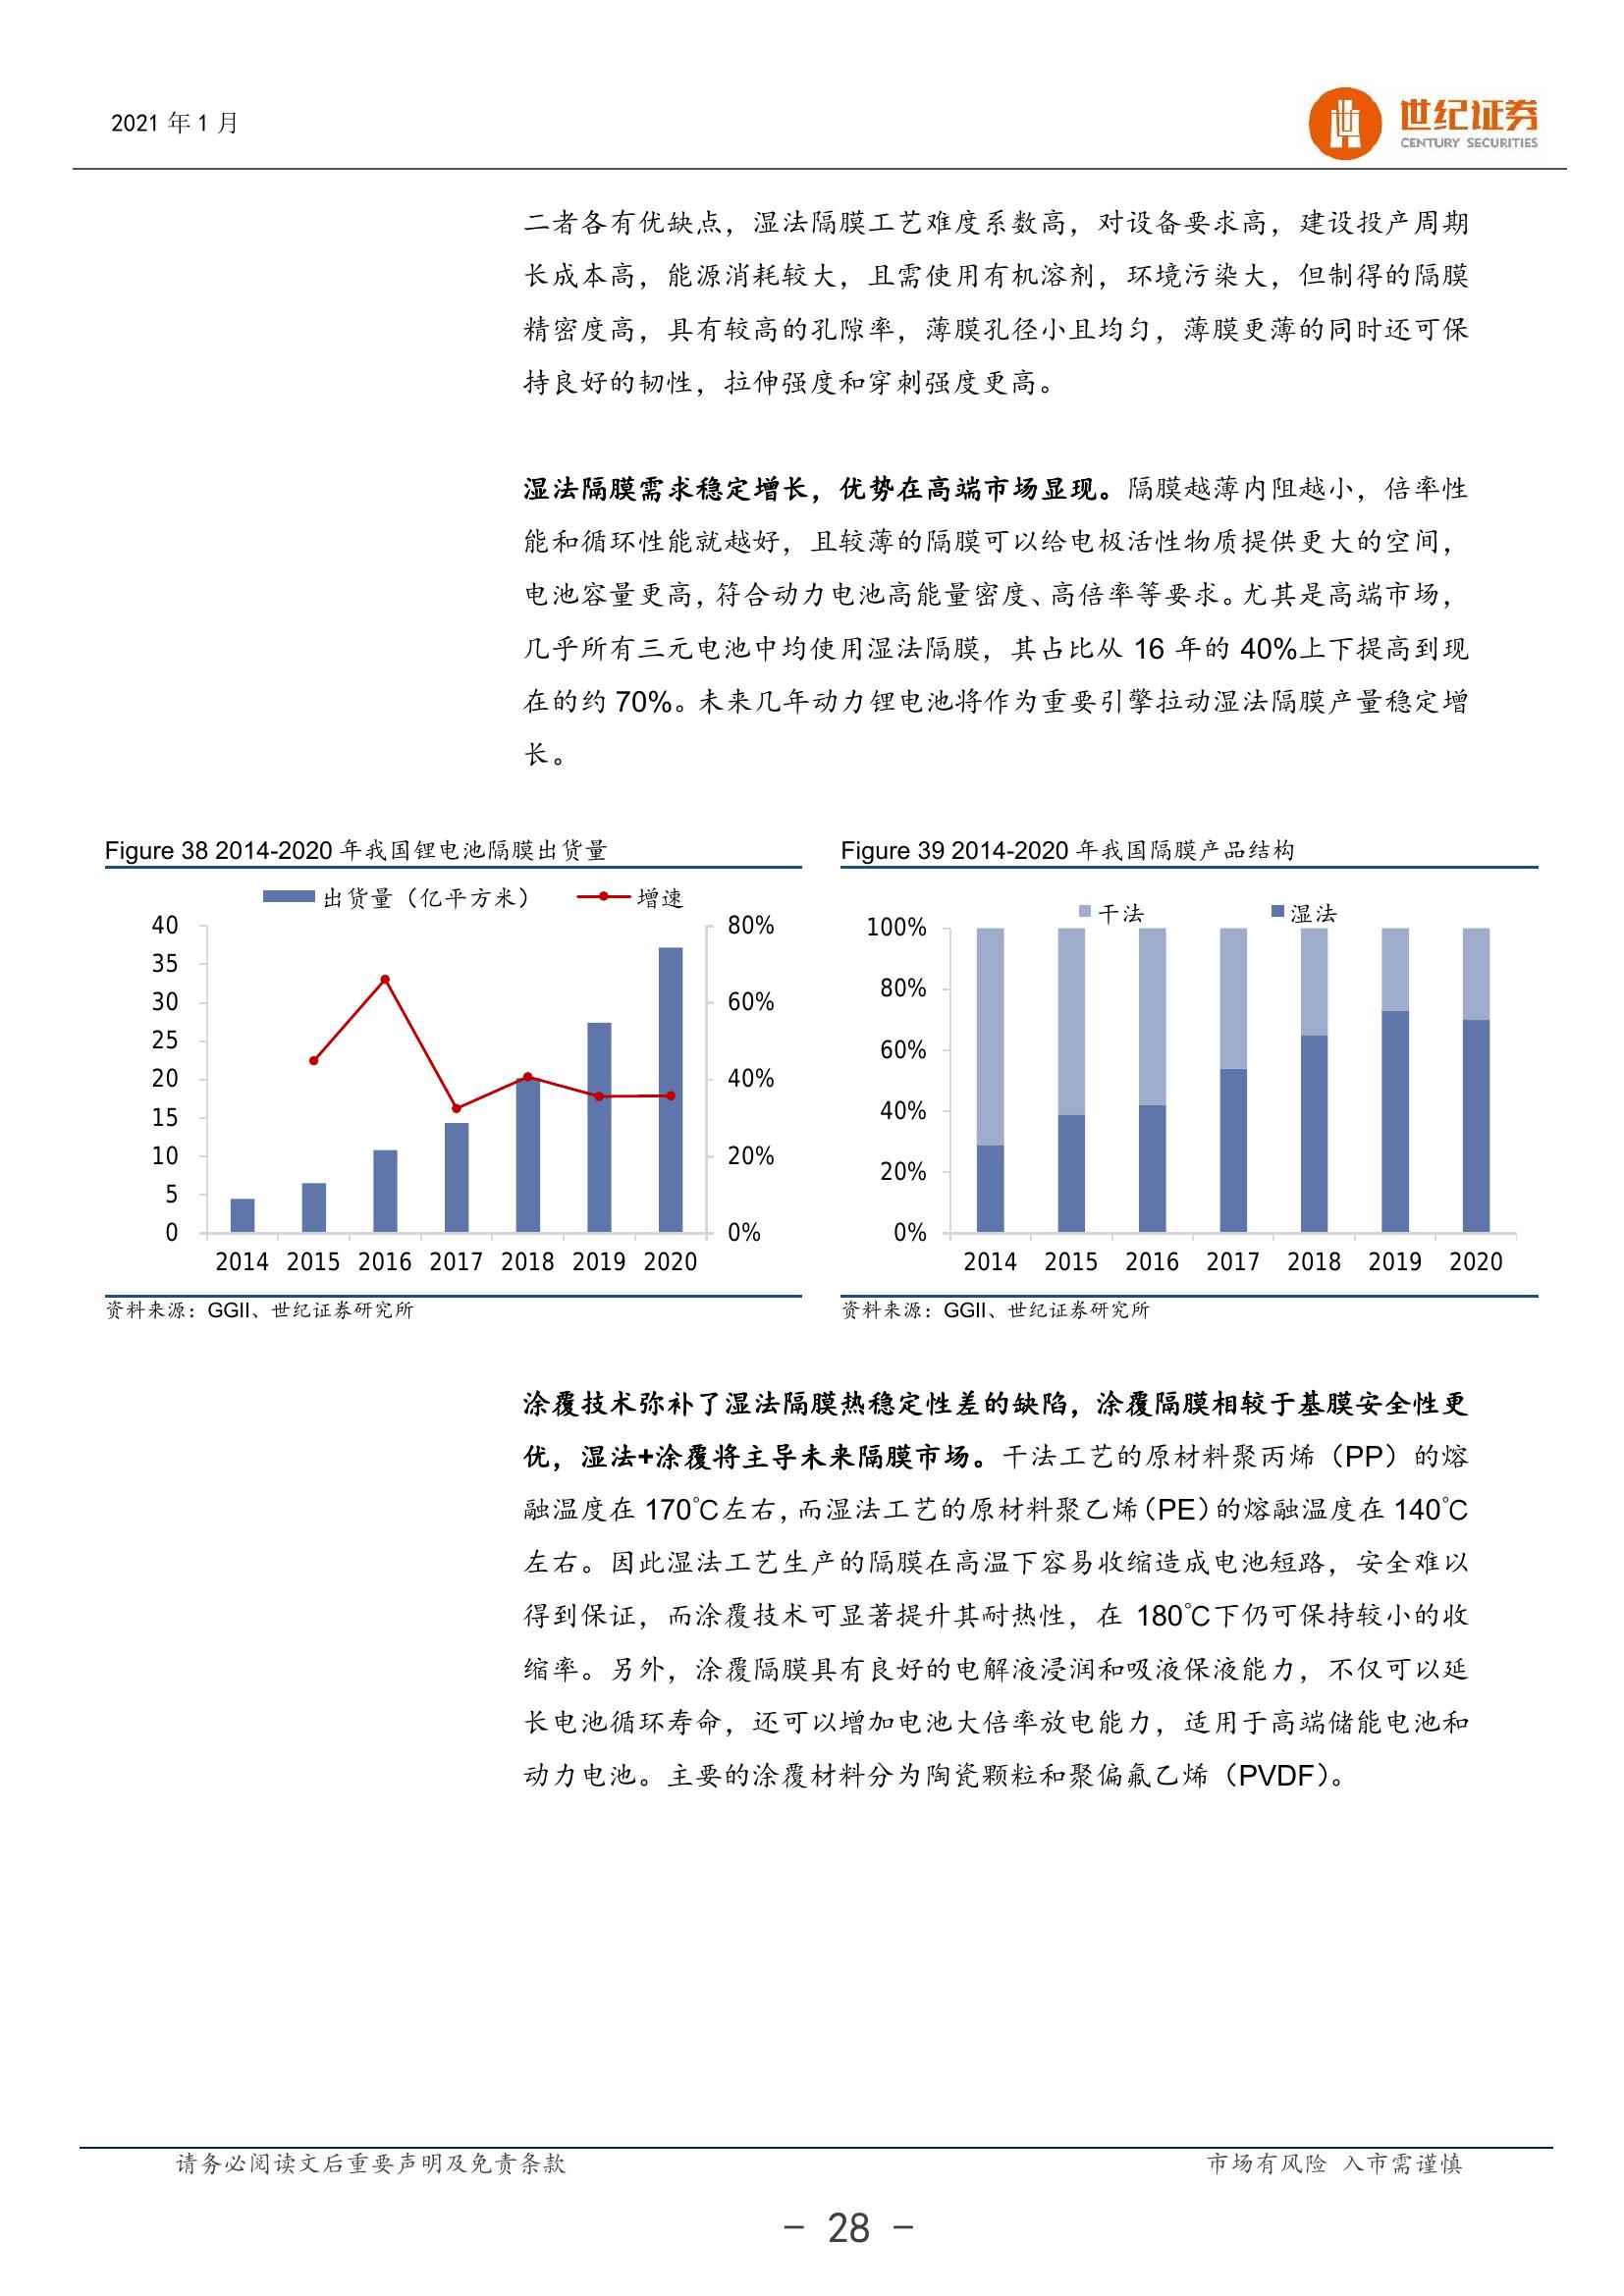 2021 年 1 月
世纪证券
CENTURY SECURITIES
二者各有优缺点，湿法隔膜工艺难度系数高，对设备要求高，建设投产周期
长成本高，能源消耗较大，且需使用有机溶剂，环境污染大，但制得的隔膜
精密度高，具有较高的孔隙率，薄膜孔径小且均匀，薄膜更薄的同时还可保
持良好的韧性，拉伸强度和穿刺强度更高。
湿法隔膜需求稳定增长，优势在高端市场显现。隔膜越薄内阻越小，倍率性
能和循环性能就越好，且较薄的隔膜可以给电极活性物质提供更大的空间，
电池容量更高，符合动力电池高能量密度、高倍率等要求。尤其是高端市场，
几乎所有三元电池中均使用湿法隔膜，其占比从 16 年的 40%上下提高到现
在的约 70%。未来几年动力锂电池将作为重要引擎拉动湿法隔膜产量稳定增
长。
Figure 38 2014-2020 年我国锂电池隔膜出货量
出货量（亿平方米） 增速
40 80%
35
30 60%
25
20 40%
15
10 20%
5
0 0%
2014 2015 2016 2017 2018 2019 2020
资料来源：GGII、世纪证券研究所
Figure 39 2014-2020 年我国隔膜产品结构
干法 湿法
100%
80%
60%
40%
20%
0%
2014 2015 2016 2017 2018 2019 2020
资料来源：GGII、世纪证券研究所
涂覆技术弥补了湿法隔膜热稳定性差的缺陷，涂覆隔膜相较于基膜安全性更
优，湿法+涂覆将主导未来隔膜市场。干法工艺的原材料聚丙烯（PP）的熔
融温度在 170℃左右，而湿法工艺的原材料聚乙烯（PE）的熔融温度在 140℃
左右。因此湿法工艺生产的隔膜在高温下容易收缩造成电池短路，安全难以
得到保证，而涂覆技术可显著提升其耐热性，在 180℃下仍可保持较小的收
缩率。另外，涂覆隔膜具有良好的电解液浸润和吸液保液能力，不仅可以延
长电池循环寿命，还可以增加电池大倍率放电能力，适用于高端储能电池和
动力电池。主要的涂覆材料分为陶瓷颗粒和聚偏氟乙烯（PVDF）。
请务必阅读文后重要声明及免责条款 市场有风险 入市需谨慎
- 28 -